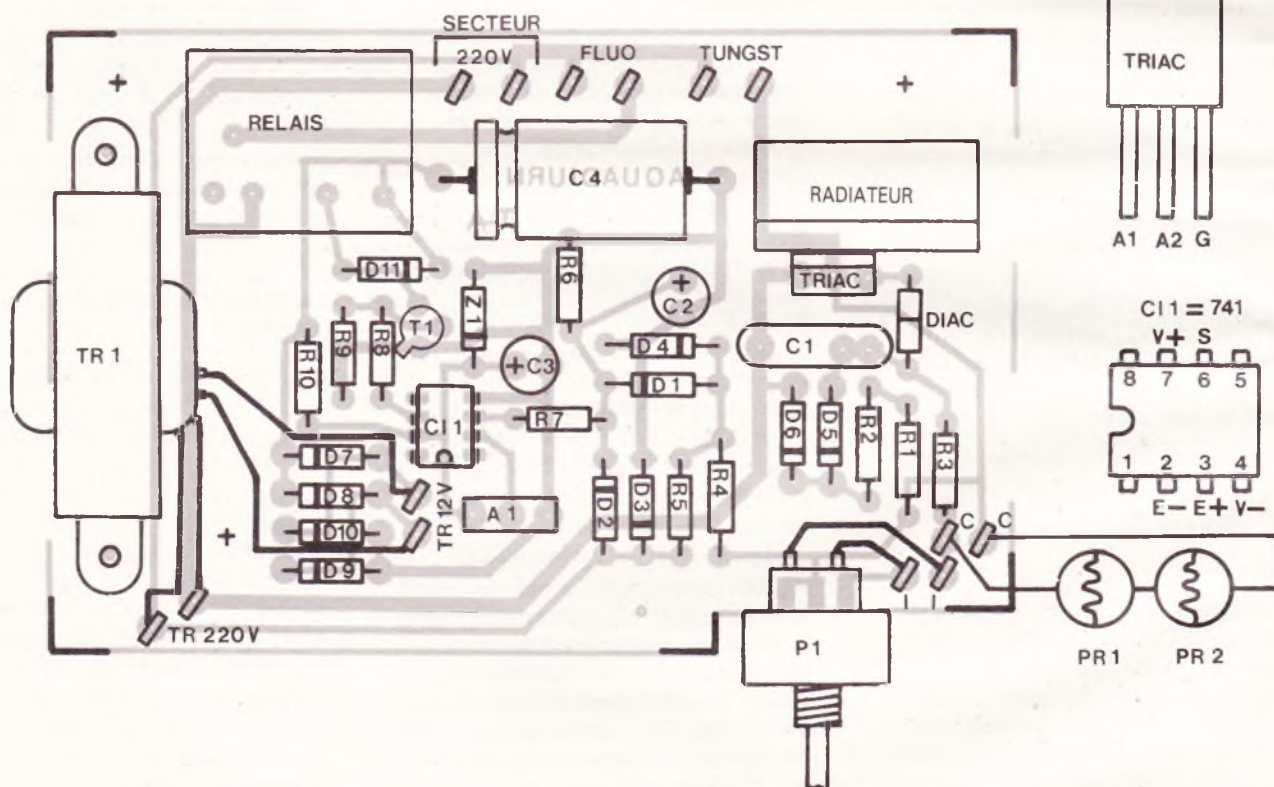 SECTEUR
220V
FLUO
TUNGST
RELAIS
C4
RADIATEUR
TRIAC
TRIAC
A1 A2 G
TR 1
D11
Z1
R6
C2
DIAC
R10
R9
R8
T1
C3
D4
D1
C1
CI 1
R7
D7
D8
D10
D9
TR 12V
A1
D2
D3
R5
R4
D6
D5
R2
R1
R3
C C
I I
TR 220V
P1
PR 1
PR 2
CI 1 = 741
V+ S
8 7 6 5
1 2 3 4
E- E+ V-